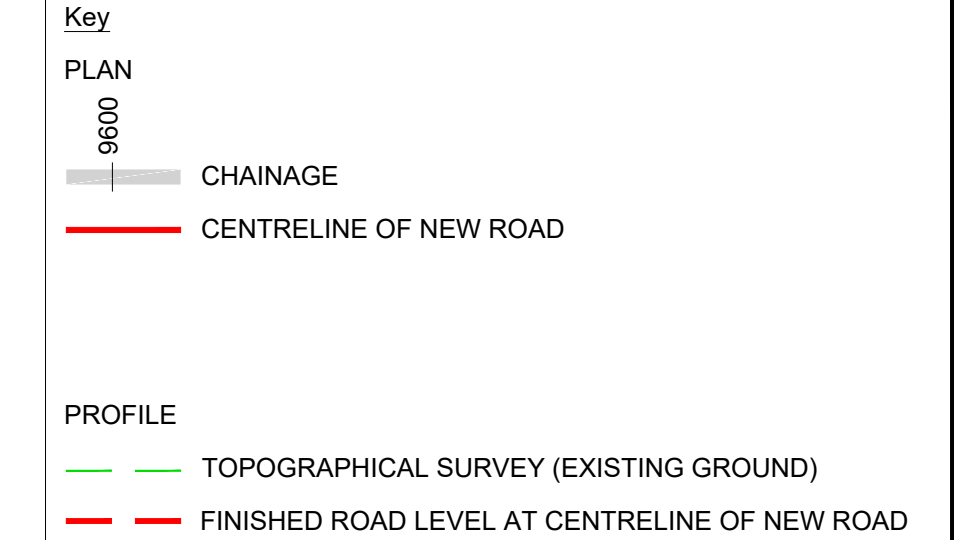 Key
PLAN
9600
CHAINAGE
CENTRELINE OF NEW ROAD
PROFILE
TOPOGRAPHICAL SURVEY (EXISTING GROUND)
FINISHED ROAD LEVEL AT CENTRELINE OF NEW ROAD